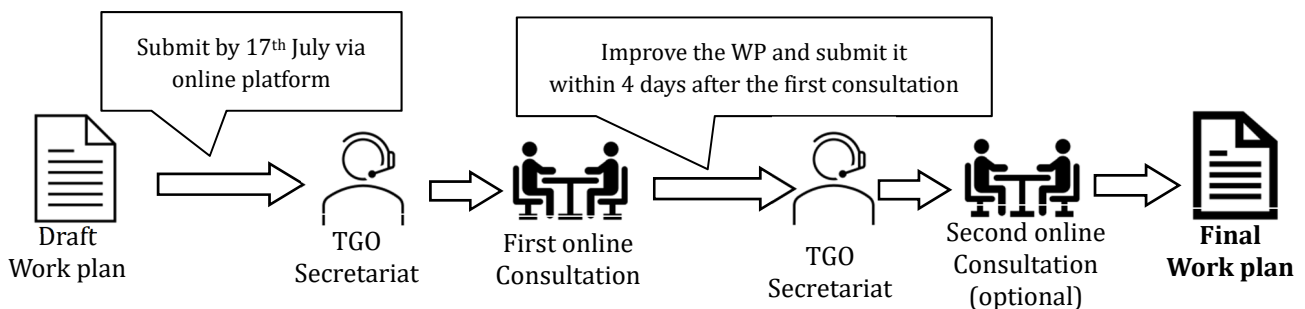 Submit by 17th July via
online platform
Improve the WP and submit it
within 4 days after the first consultation
Draft
Work plan
TGO
Secretariat
First online
Consultation
TGO
Secretariat
Second online
Consultation
(optional)
Final
Work plan